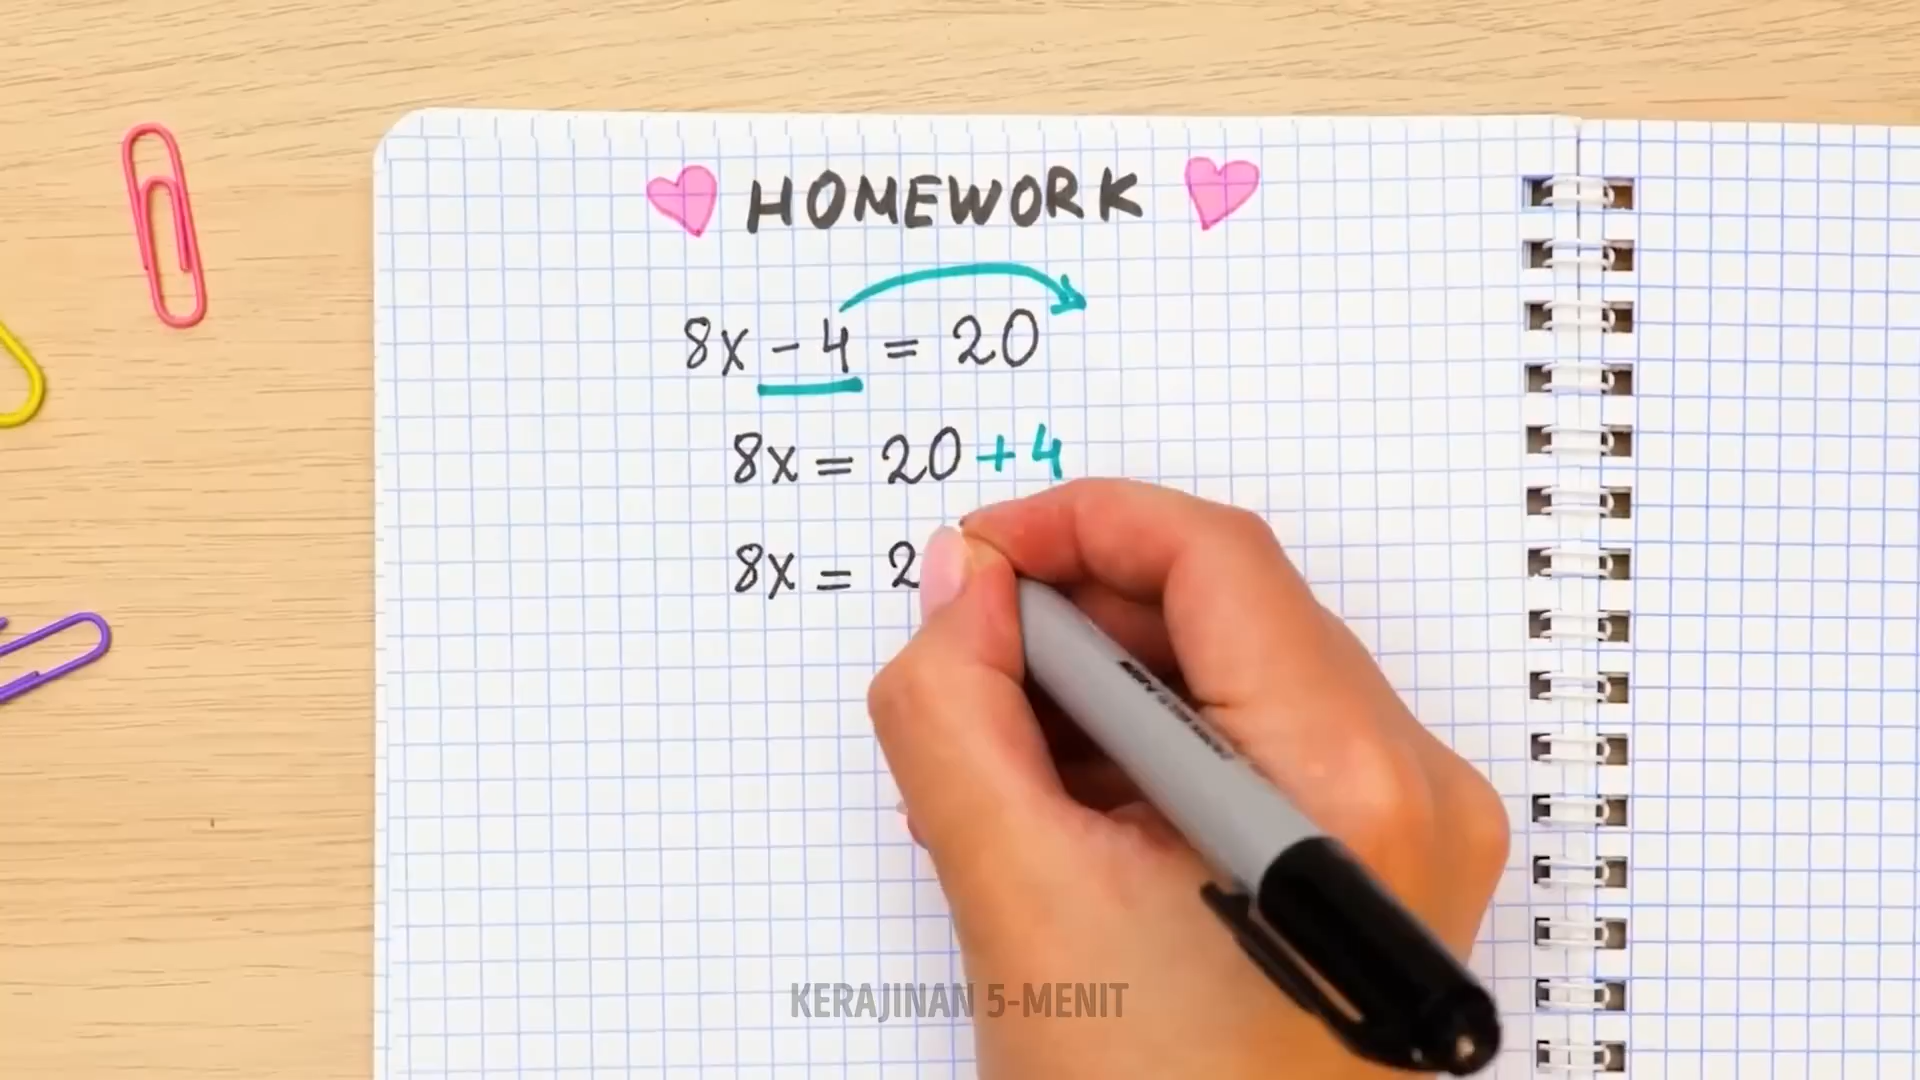 HOMEWORK
8x - 4 = 20
8x = 20 + 4
8x = 2
KERAJINAN 5-MENIT